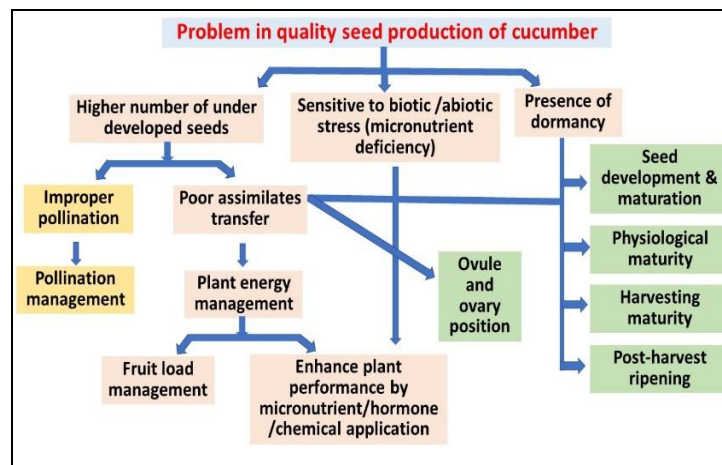 Problem in quality seed production of cucumber
Higher number of under
developed seeds
Sensitive to biotic /abiotic
stress (micronutrient
deficiency)
Presence of
dormancy
Improper
pollination
Poor assimilates
transfer
Seed
development &
maturation
Pollination
management
Plant energy
management
Ovule
and
ovary
position
Physiological
maturity
Harvesting
maturity
Fruit load
management
Enhance plant
performance by
micronutrient/hormone
/chemical application
Post-harvest
ripening